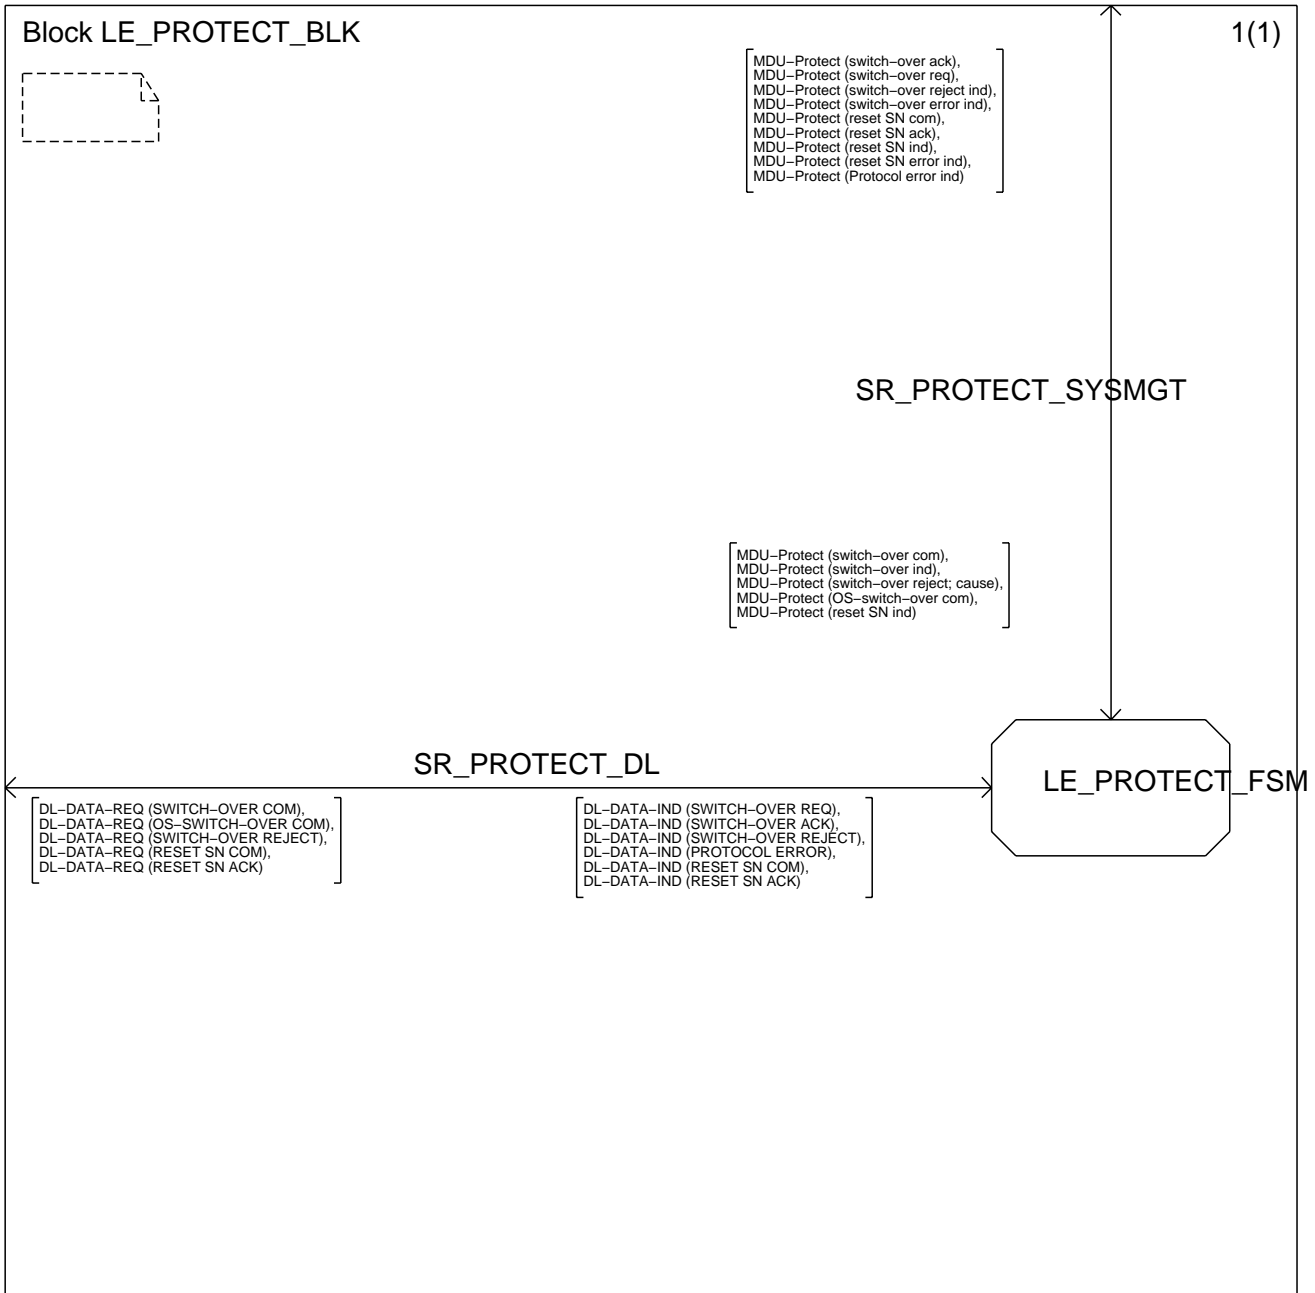 Block LE_PROTECT_BLK
1(1)
MDU−Protect (switch−over ack),
MDU−Protect (switch−over req),
MDU−Protect (switch−over reject ind),
MDU−Protect (switch−over error ind),
MDU−Protect (reset SN com),
MDU−Protect (reset SN ack),
MDU−Protect (reset SN ind),
MDU−Protect (reset SN error ind),
MDU−Protect (Protocol error ind)
SR_PROTECT_SYSMGT
MDU−Protect (switch−over com),
MDU−Protect (switch−over ind),
MDU−Protect (switch−over reject; cause),
MDU−Protect (OS−switch−over com),
MDU−Protect (reset SN ind)
SR_PROTECT_DL
LE_PROTECT_FSM
DL−DATA−REQ (SWITCH−OVER COM),
DL−DATA−REQ (OS−SWITCH−OVER COM),
DL−DATA−REQ (SWITCH−OVER REJECT),
DL−DATA−REQ (RESET SN COM),
DL−DATA−REQ (RESET SN ACK)
DL−DATA−IND (SWITCH−OVER REQ),
DL−DATA−IND (SWITCH−OVER ACK),
DL−DATA−IND (SWITCH−OVER REJECT),
DL−DATA−IND (PROTOCOL ERROR),
DL−DATA−IND (RESET SN COM),
DL−DATA−IND (RESET SN ACK)